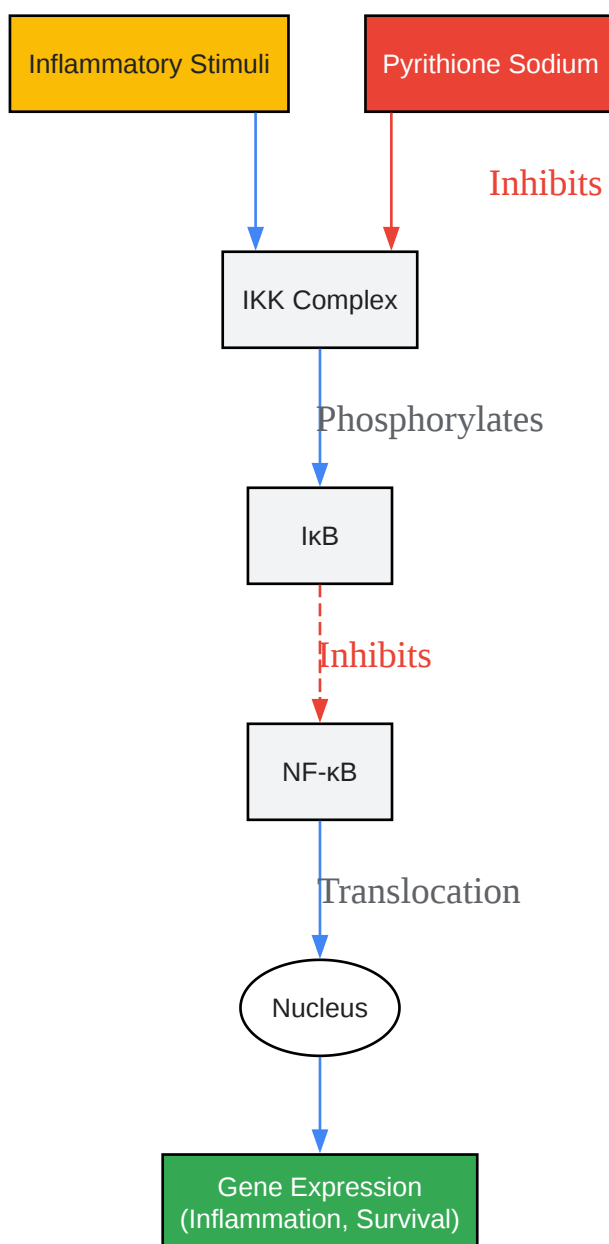 Inflammatory Stimuli
Pyrithione Sodium
Inhibits
IKK Complex
Phosphorylates
IκB
Inhibits
NF-κB
Translocation
Nucleus
Gene Expression
(Inflammation, Survival)